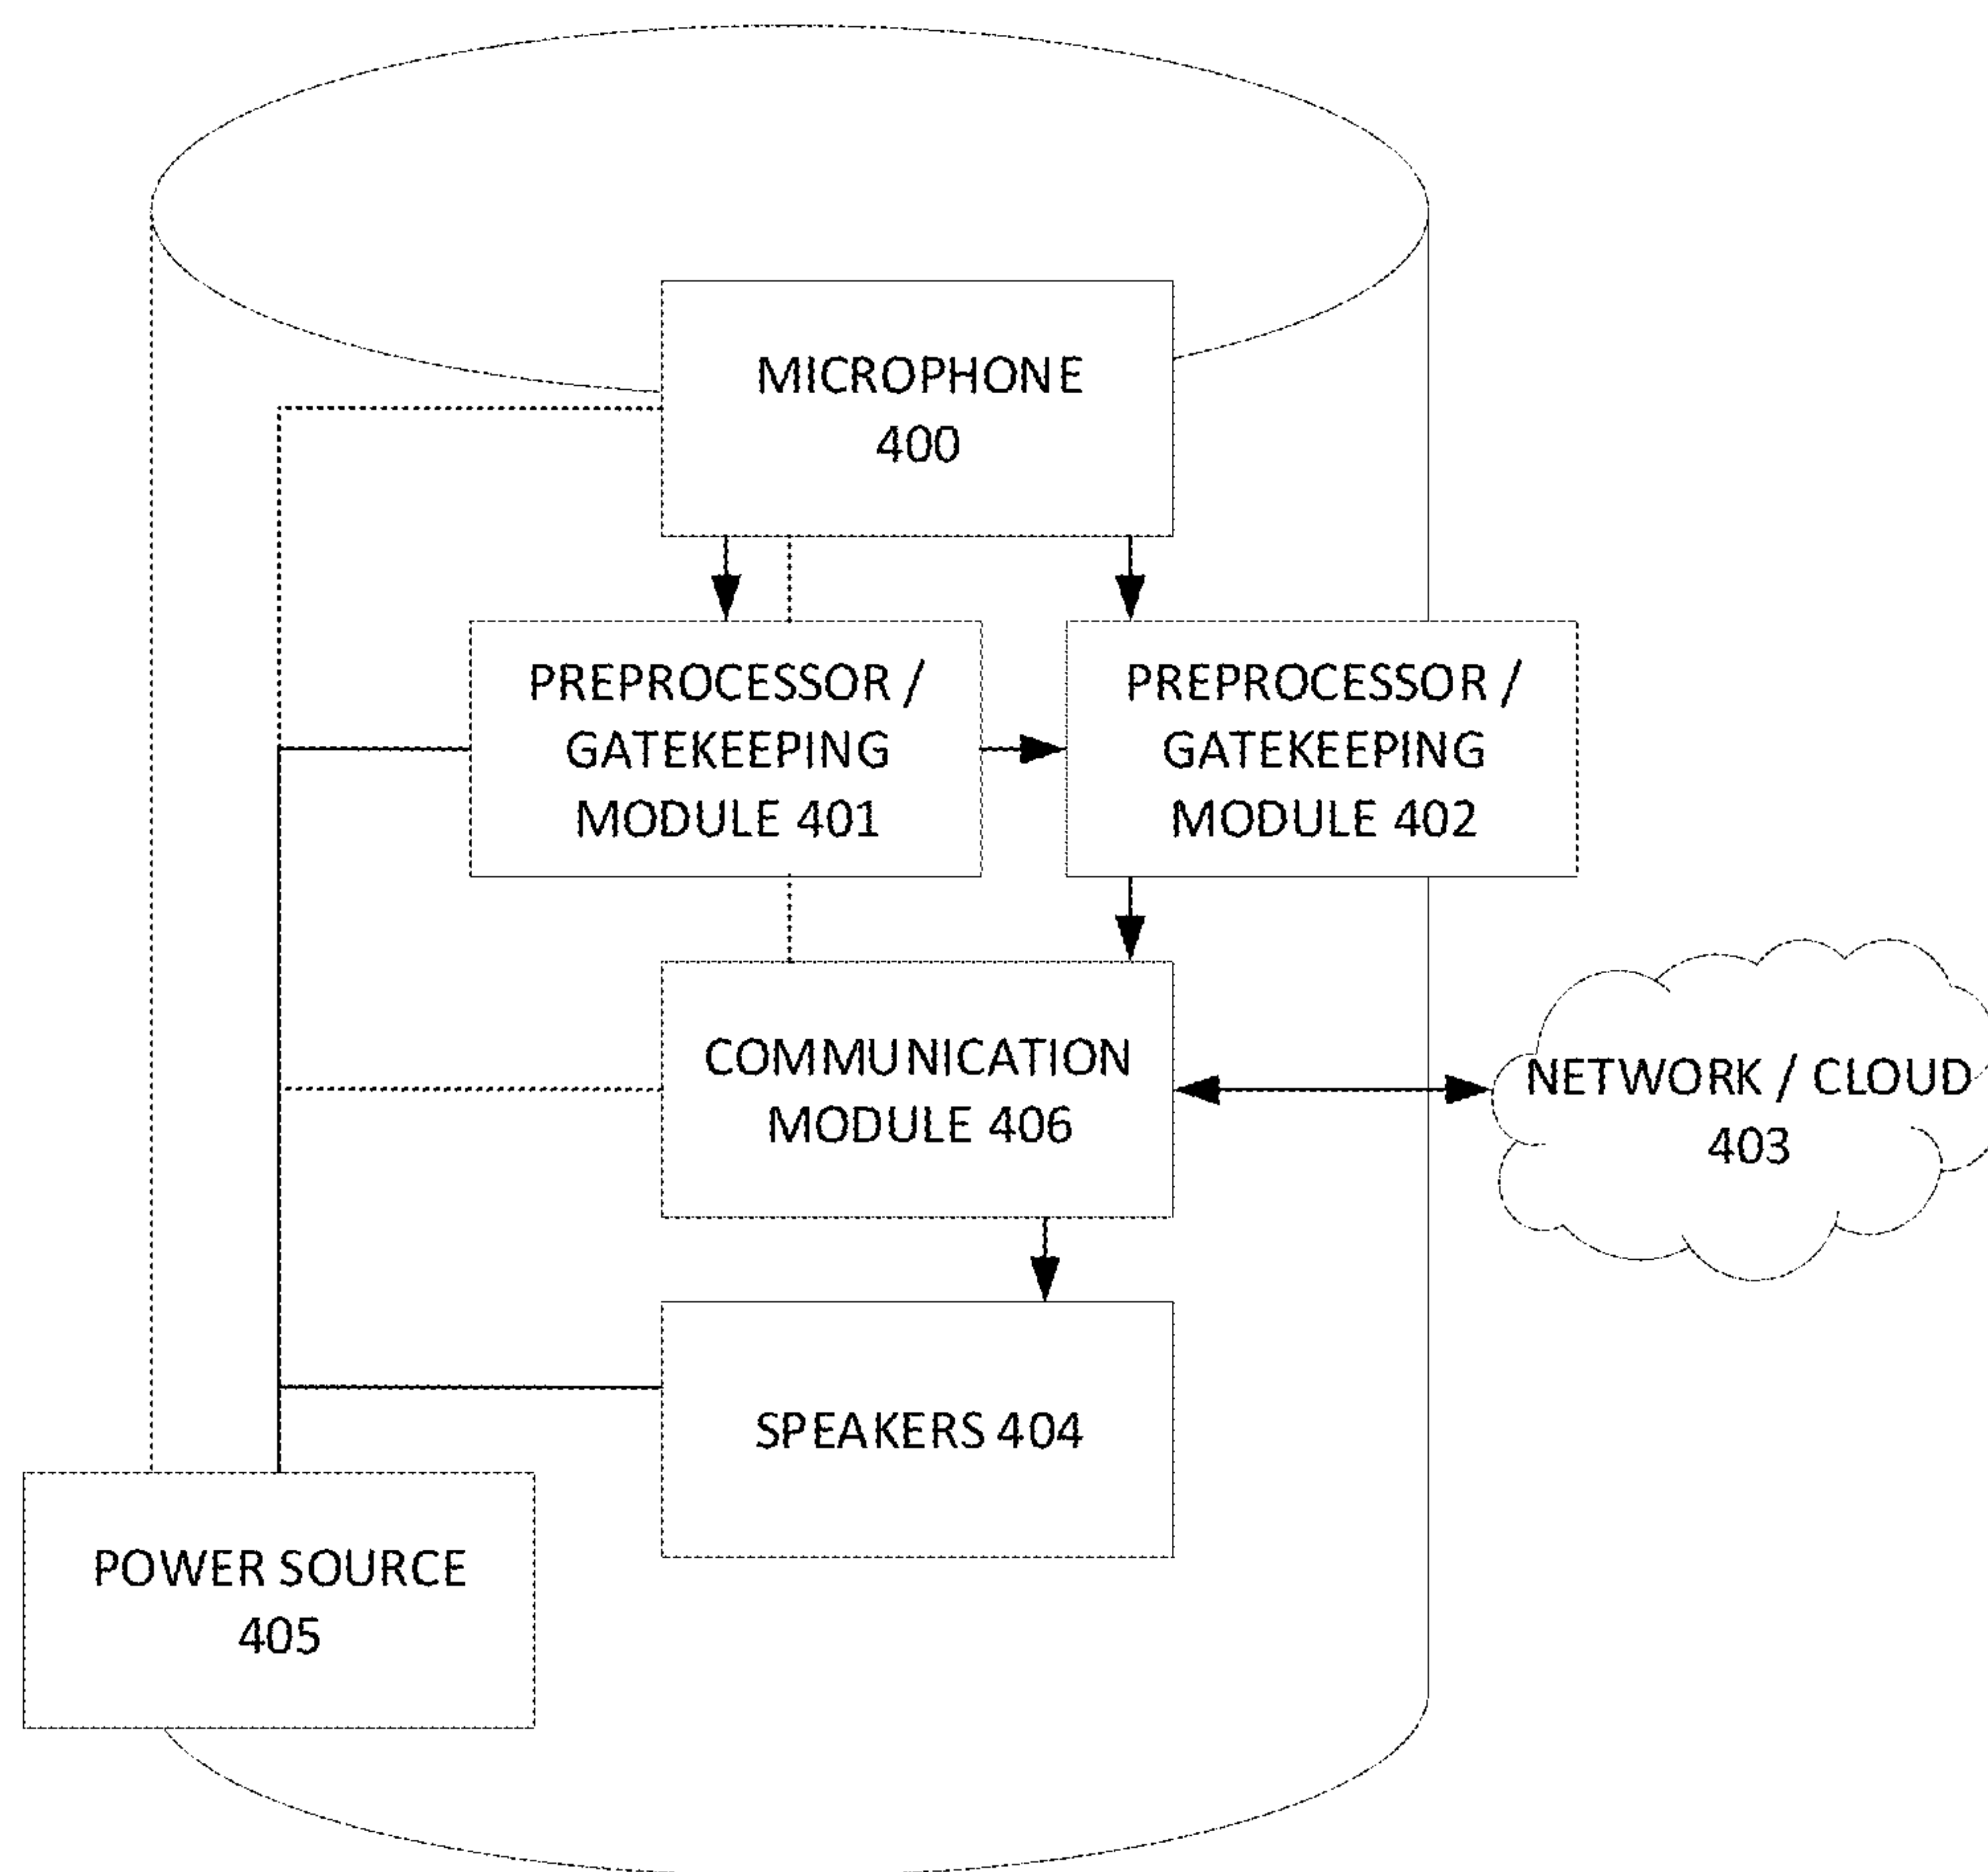 MICROPHONE
400
PREPROCESSOR /
GATEKEEPING
MODULE 401
PREPROCESSOR /
GATEKEEPING
MODULE 402
COMMUNICATION
MODULE 406
NETWORK / CLOUD
403
SPEAKERS 404
POWER SOURCE
405